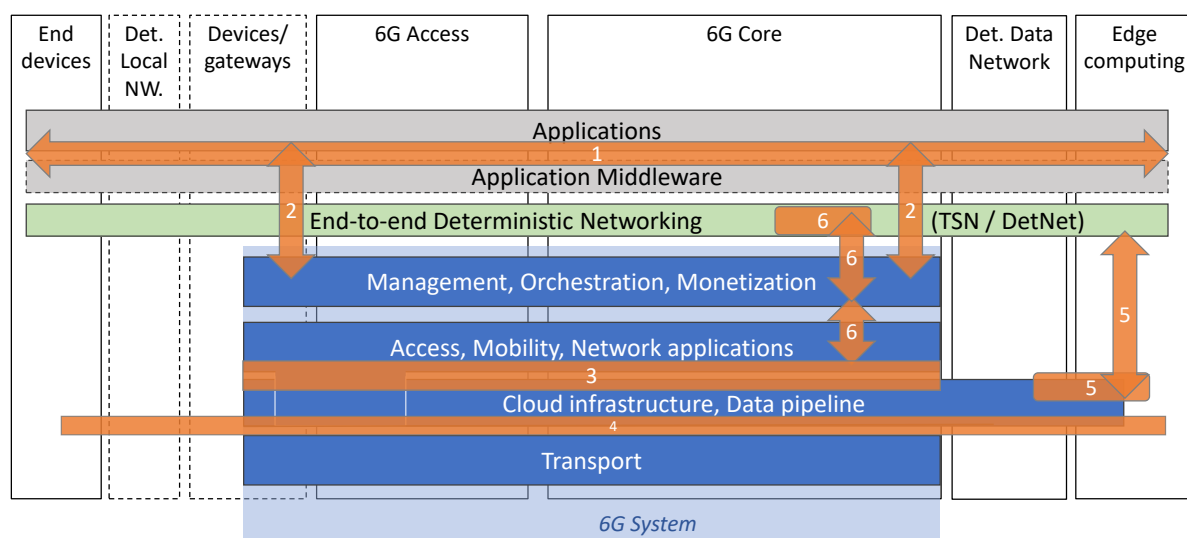 End
devices
Det.
Local
NW.
Devices/
gateways
6G Access
6G Core
Det. Data
Network
Edge
computing
Applications
1
Application Middleware
2
2
End-to-end Deterministic Networking
6
(TSN / DetNet)
6
Management, Orchestration, Monetization
5
6
Access, Mobility, Network applications
3
5
Cloud infrastructure, Data pipeline
4
Transport
6G System